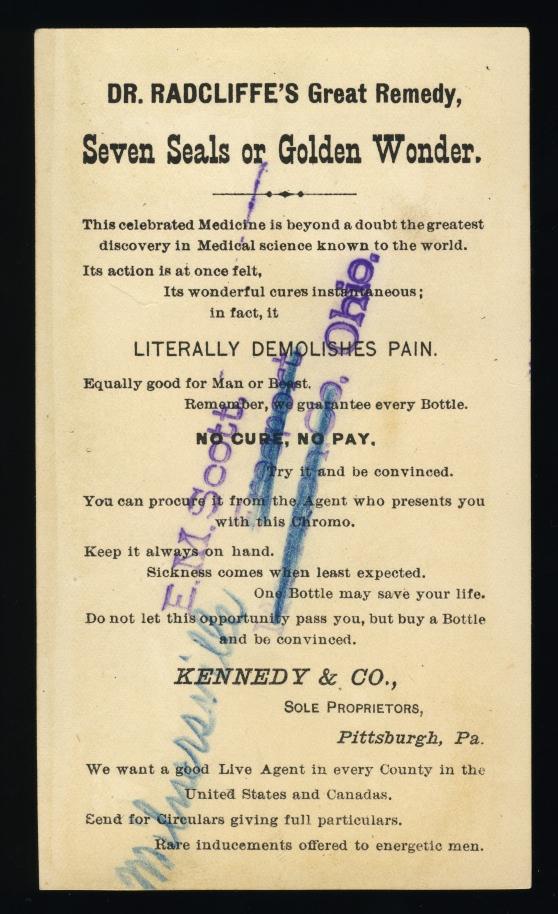 DR. RADCLIFFE'S Great Remedy,
Seven Seals or Golden Wonder.
This celebrated Medicine is beyond a doubt the greatest
discovery in Medical science known to the world.
Its action is at once felt,
Its wonderful cures instantaneous;
in fact, it
LITERALLY DEMOLISHES PAIN.
Equally good for Man or Beast.
Remember, we guarantee every Bottle.
NO CURE, NO PAY.
Try it and be convinced.
You can procure it from the Agent who presents you
with this Chromo.
Keep it always on hand.
Sickness comes when least expected.
One Bottle may save your life.
Do not let this opportunity pass you, but buy a Bottle
and be convinced.
KENNEDY & CO.,
SOLE PROPRIETORS,
Pittsburgh, Pa.
We want a good Live Agent in every County in the
United States and Canadas.
Send for Circulars giving full particulars.
Rare inducements offered to energetic men.
E.M. Scott,
Co. Ohio.
Milnersville